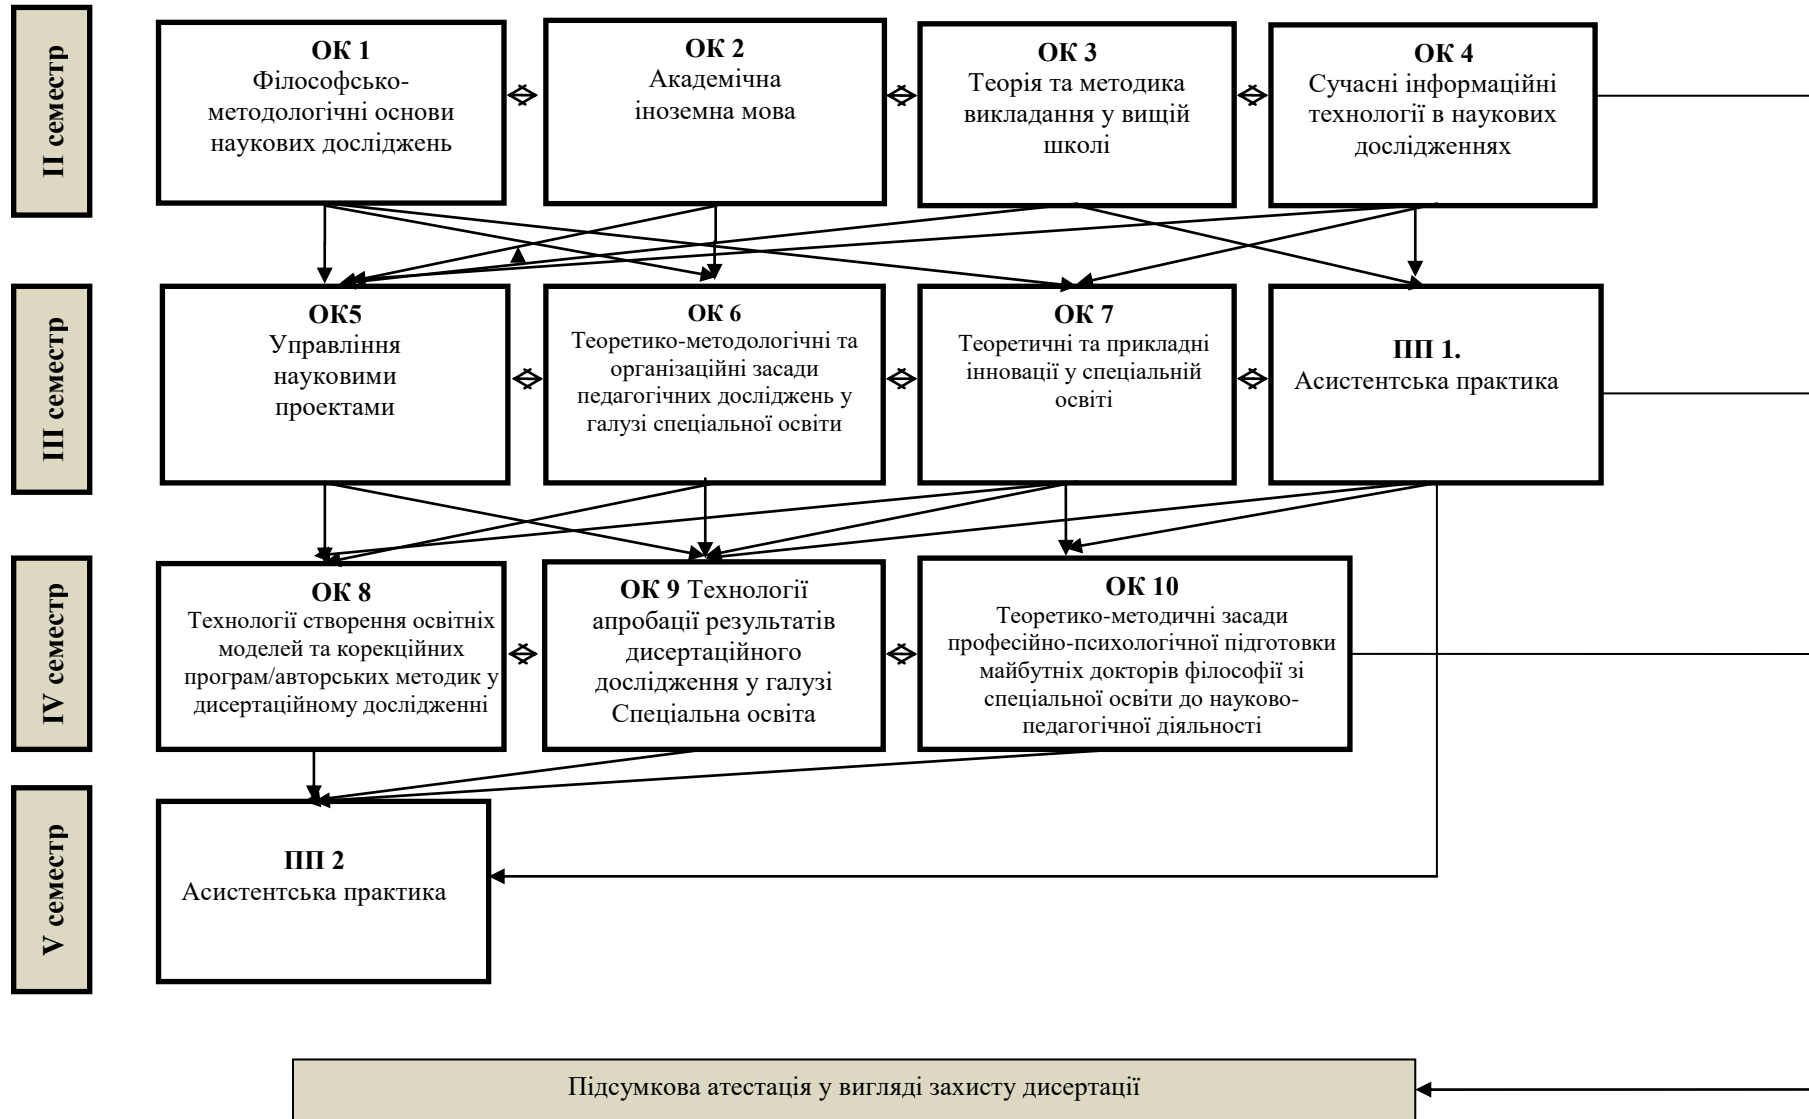 II семестр
ОК 1
Філософсько-
методологічні основи
наукових досліджень
ОК 2
Академічна
іноземна мова
ОК 3
Теорія та методика
викладання у вищій
школі
ОК 4
Сучасні інформаційні
технології в наукових
дослідженнях
III семестр
ОК5
Управління
науковими
проектами
ОК 6
Теоретико-методологічні та
організаційні засади
педагогічних досліджень у
галузі спеціальної освіти
ОК 7
Теоретичні та прикладні
інновації у спеціальній
освіті
ПП 1.
Асистентська практика
IV семестр
ОК 8
Технології створення освітніх
моделей та корекційних
програм/авторських методик у
дисертаційному дослідженні
ОК 9 Технології
апробації результатів
дисертаційного
дослідження у галузі
Спеціальна освіта
ОК 10
Теоретико-методичні засади
професійно-психологічної підготовки
майбутніх докторів філософії зі
спеціальної освіти до науково-
педагогічної діяльності
V семестр
ПП 2
Асистентська практика
Підсумкова атестація у вигляді захисту дисертації